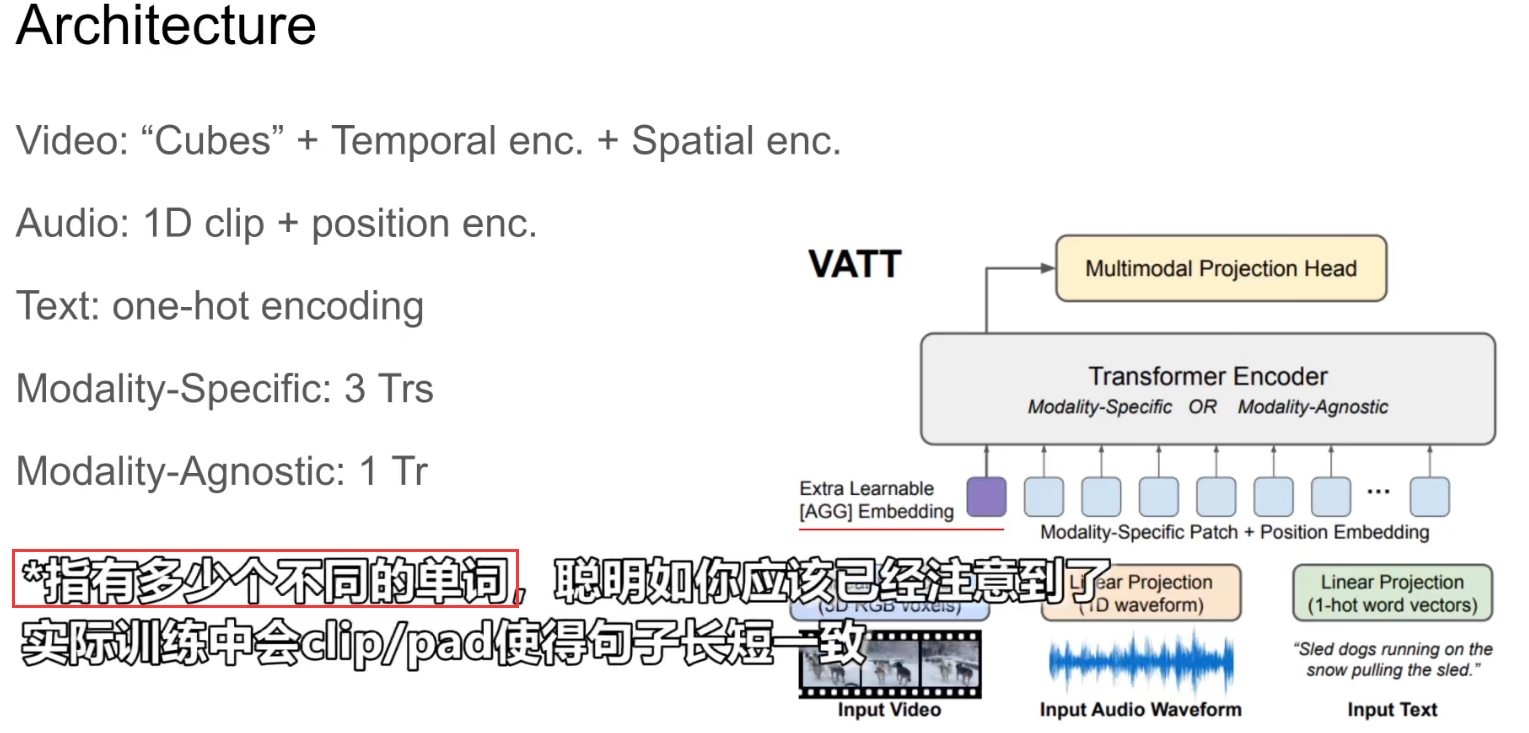 Architecture
Video: “Cubes” + Temporal enc. + Spatial enc.
Audio: 1D clip + position enc.
Text: one-hot encoding
Modality-Specific: 3 Trs
Modality-Agnostic: 1 Tr
VATT
Multimodal Projection Head
Transformer Encoder
Modality-Specific OR Modality-Agnostic
Extra Learnable
[AGG] Embedding
...
Modality-Specific Patch + Position Embedding
*指有多少个不同的单词，聪明如你应该已经注意到了
实际训练中会clip/pad使得句子长短一致
(3D RGB voxels)
Linear Projection
(1D waveform)
Linear Projection
(1-hot word vectors)
“Sled dogs running on the
snow pulling the sled.”
Input Video
Input Audio Waveform
Input Text